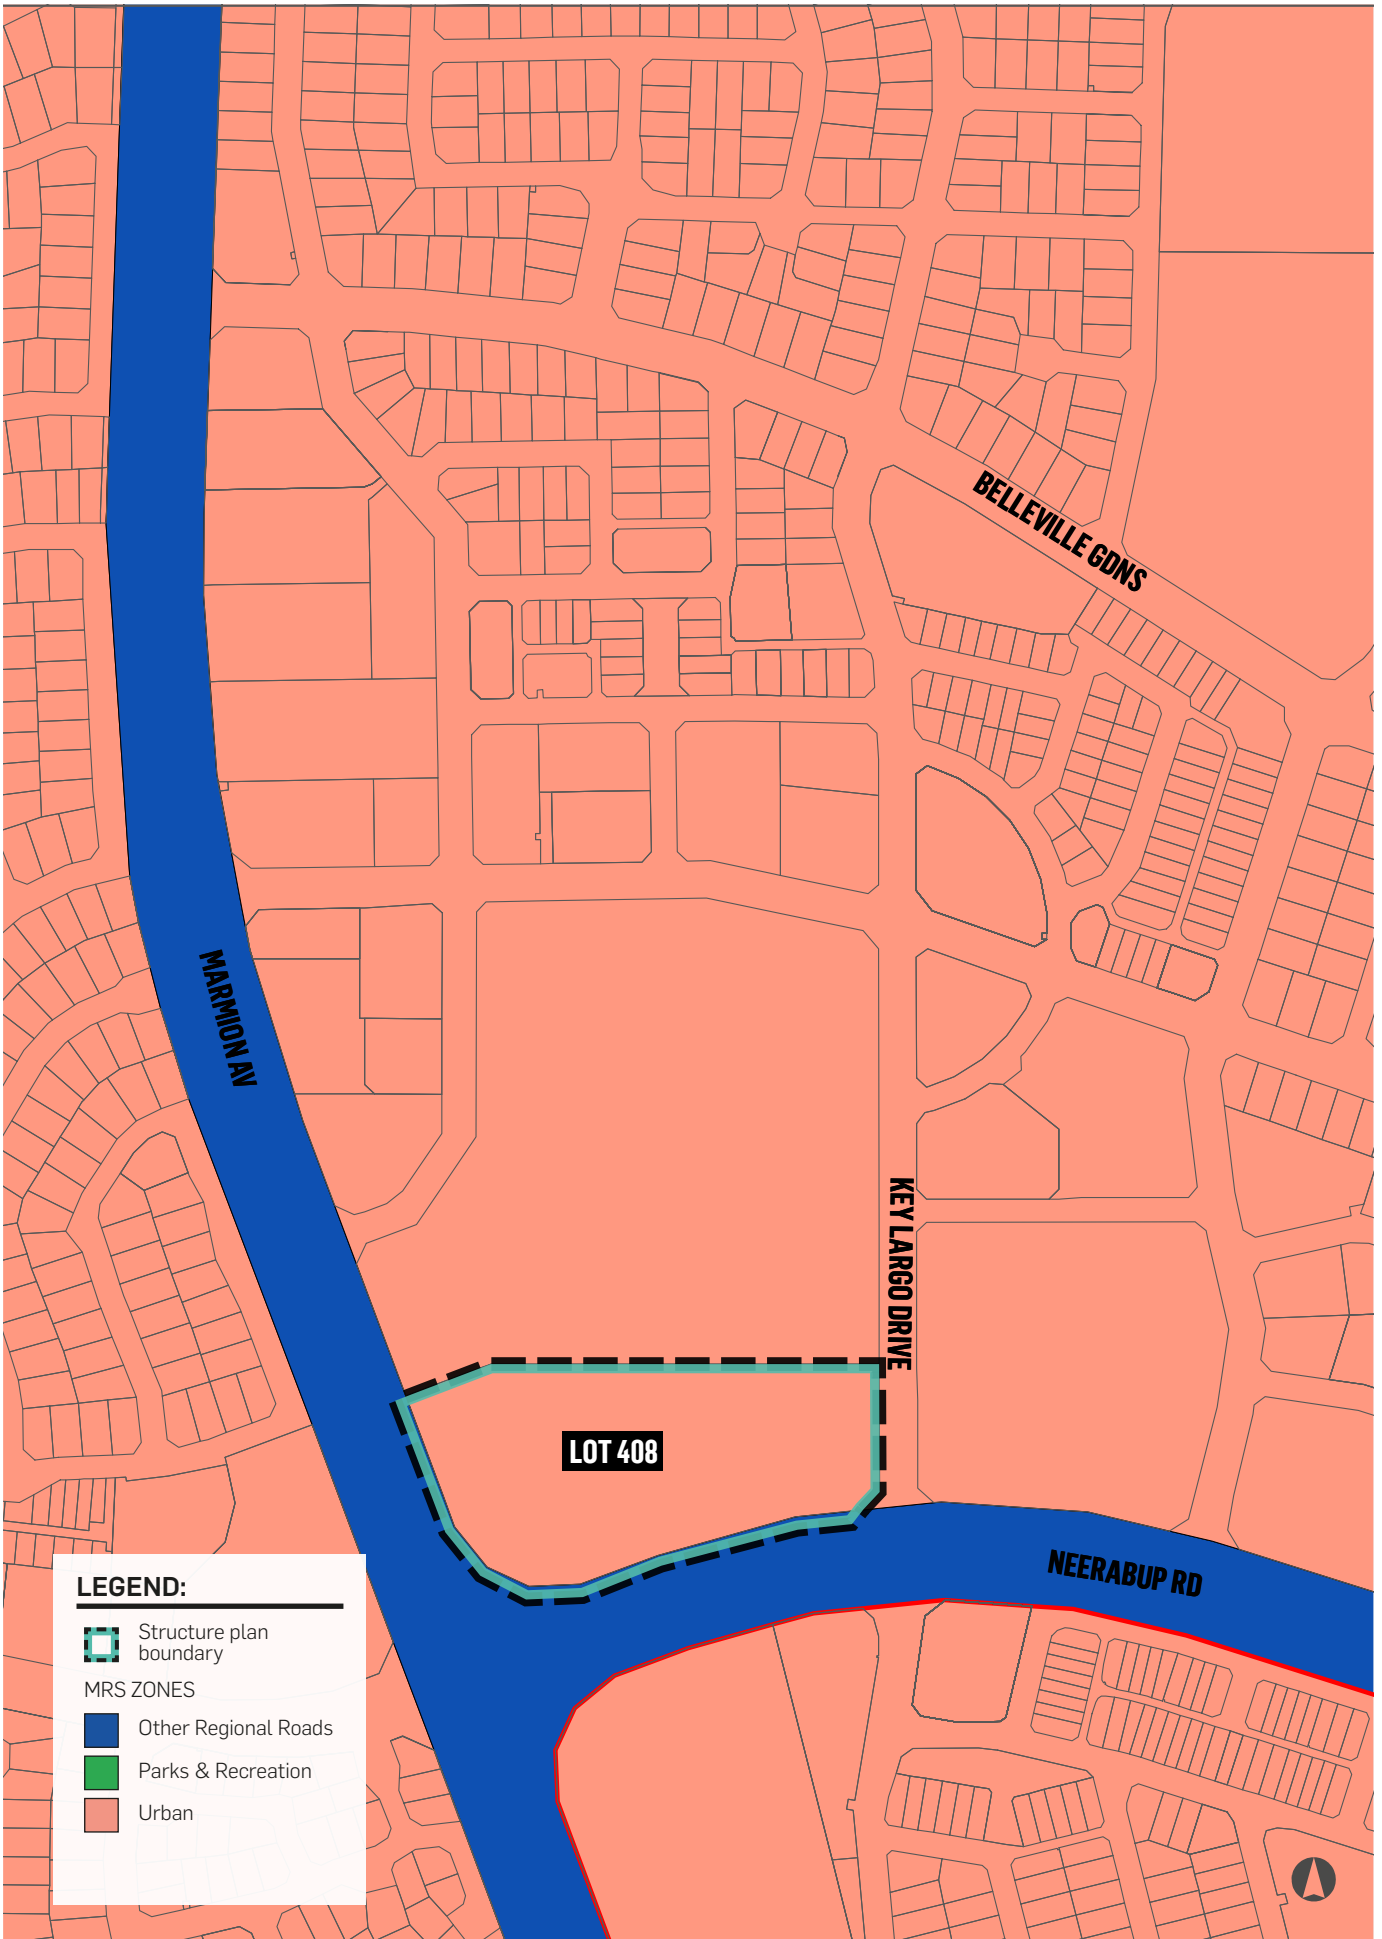 BELLEVILLE GDNS
MARMION AV
KEY LARGO DRIVE
LOT 408
NEERABUP RD
LEGEND:
Structure plan
boundary
MRS ZONES
Other Regional Roads
Parks & Recreation
Urban